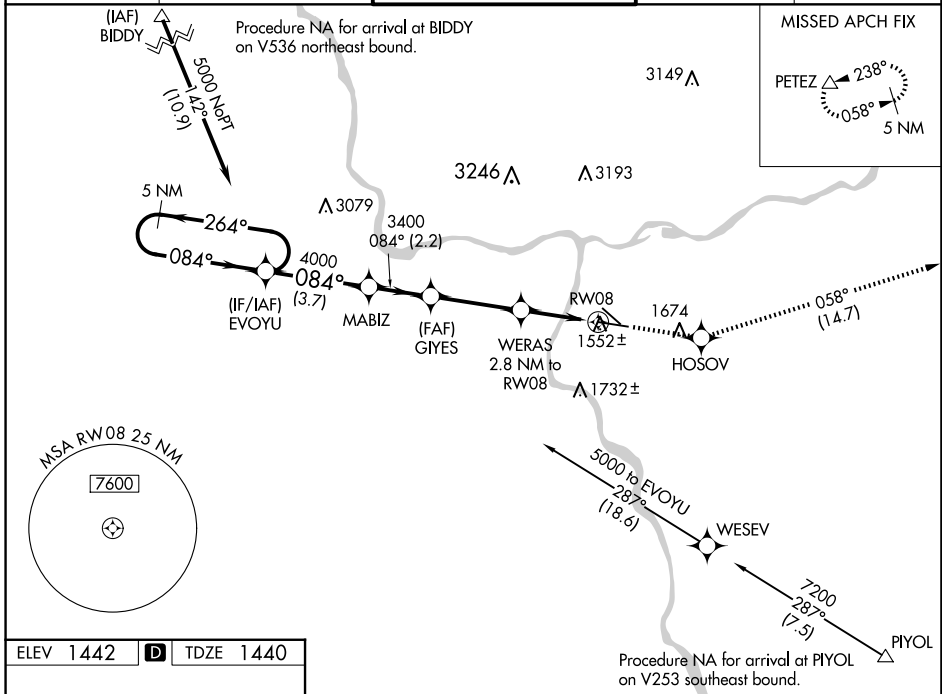 (IAF)
BIDDY
Procedure NA for arrival at BIDDY
on V536 northeast bound.
MISSED APCH FIX
PETEZ
238°
058°
5 NM
5000 NoPT
142°
(10.9)
3149
3246
3193
3079
5 NM
264°
084°
(IF/IAF)
EVOYU
4000
084°
(3.7)
3400
084° (2.2)
MABIZ
(FAF)
GIYES
WERAS
2.8 NM to
RW08
RW08
1552±
1674
HOSOV
058°
(14.7)
1732±
MSA RW08 25 NM
7600
5000 to EVOYU
287°
(18.6)
WESEV
7200
287°
(7.5)
PIYOL
Procedure NA for arrival at PIYOL
on V253 southeast bound.
ELEV 1442 D TDZE 1440